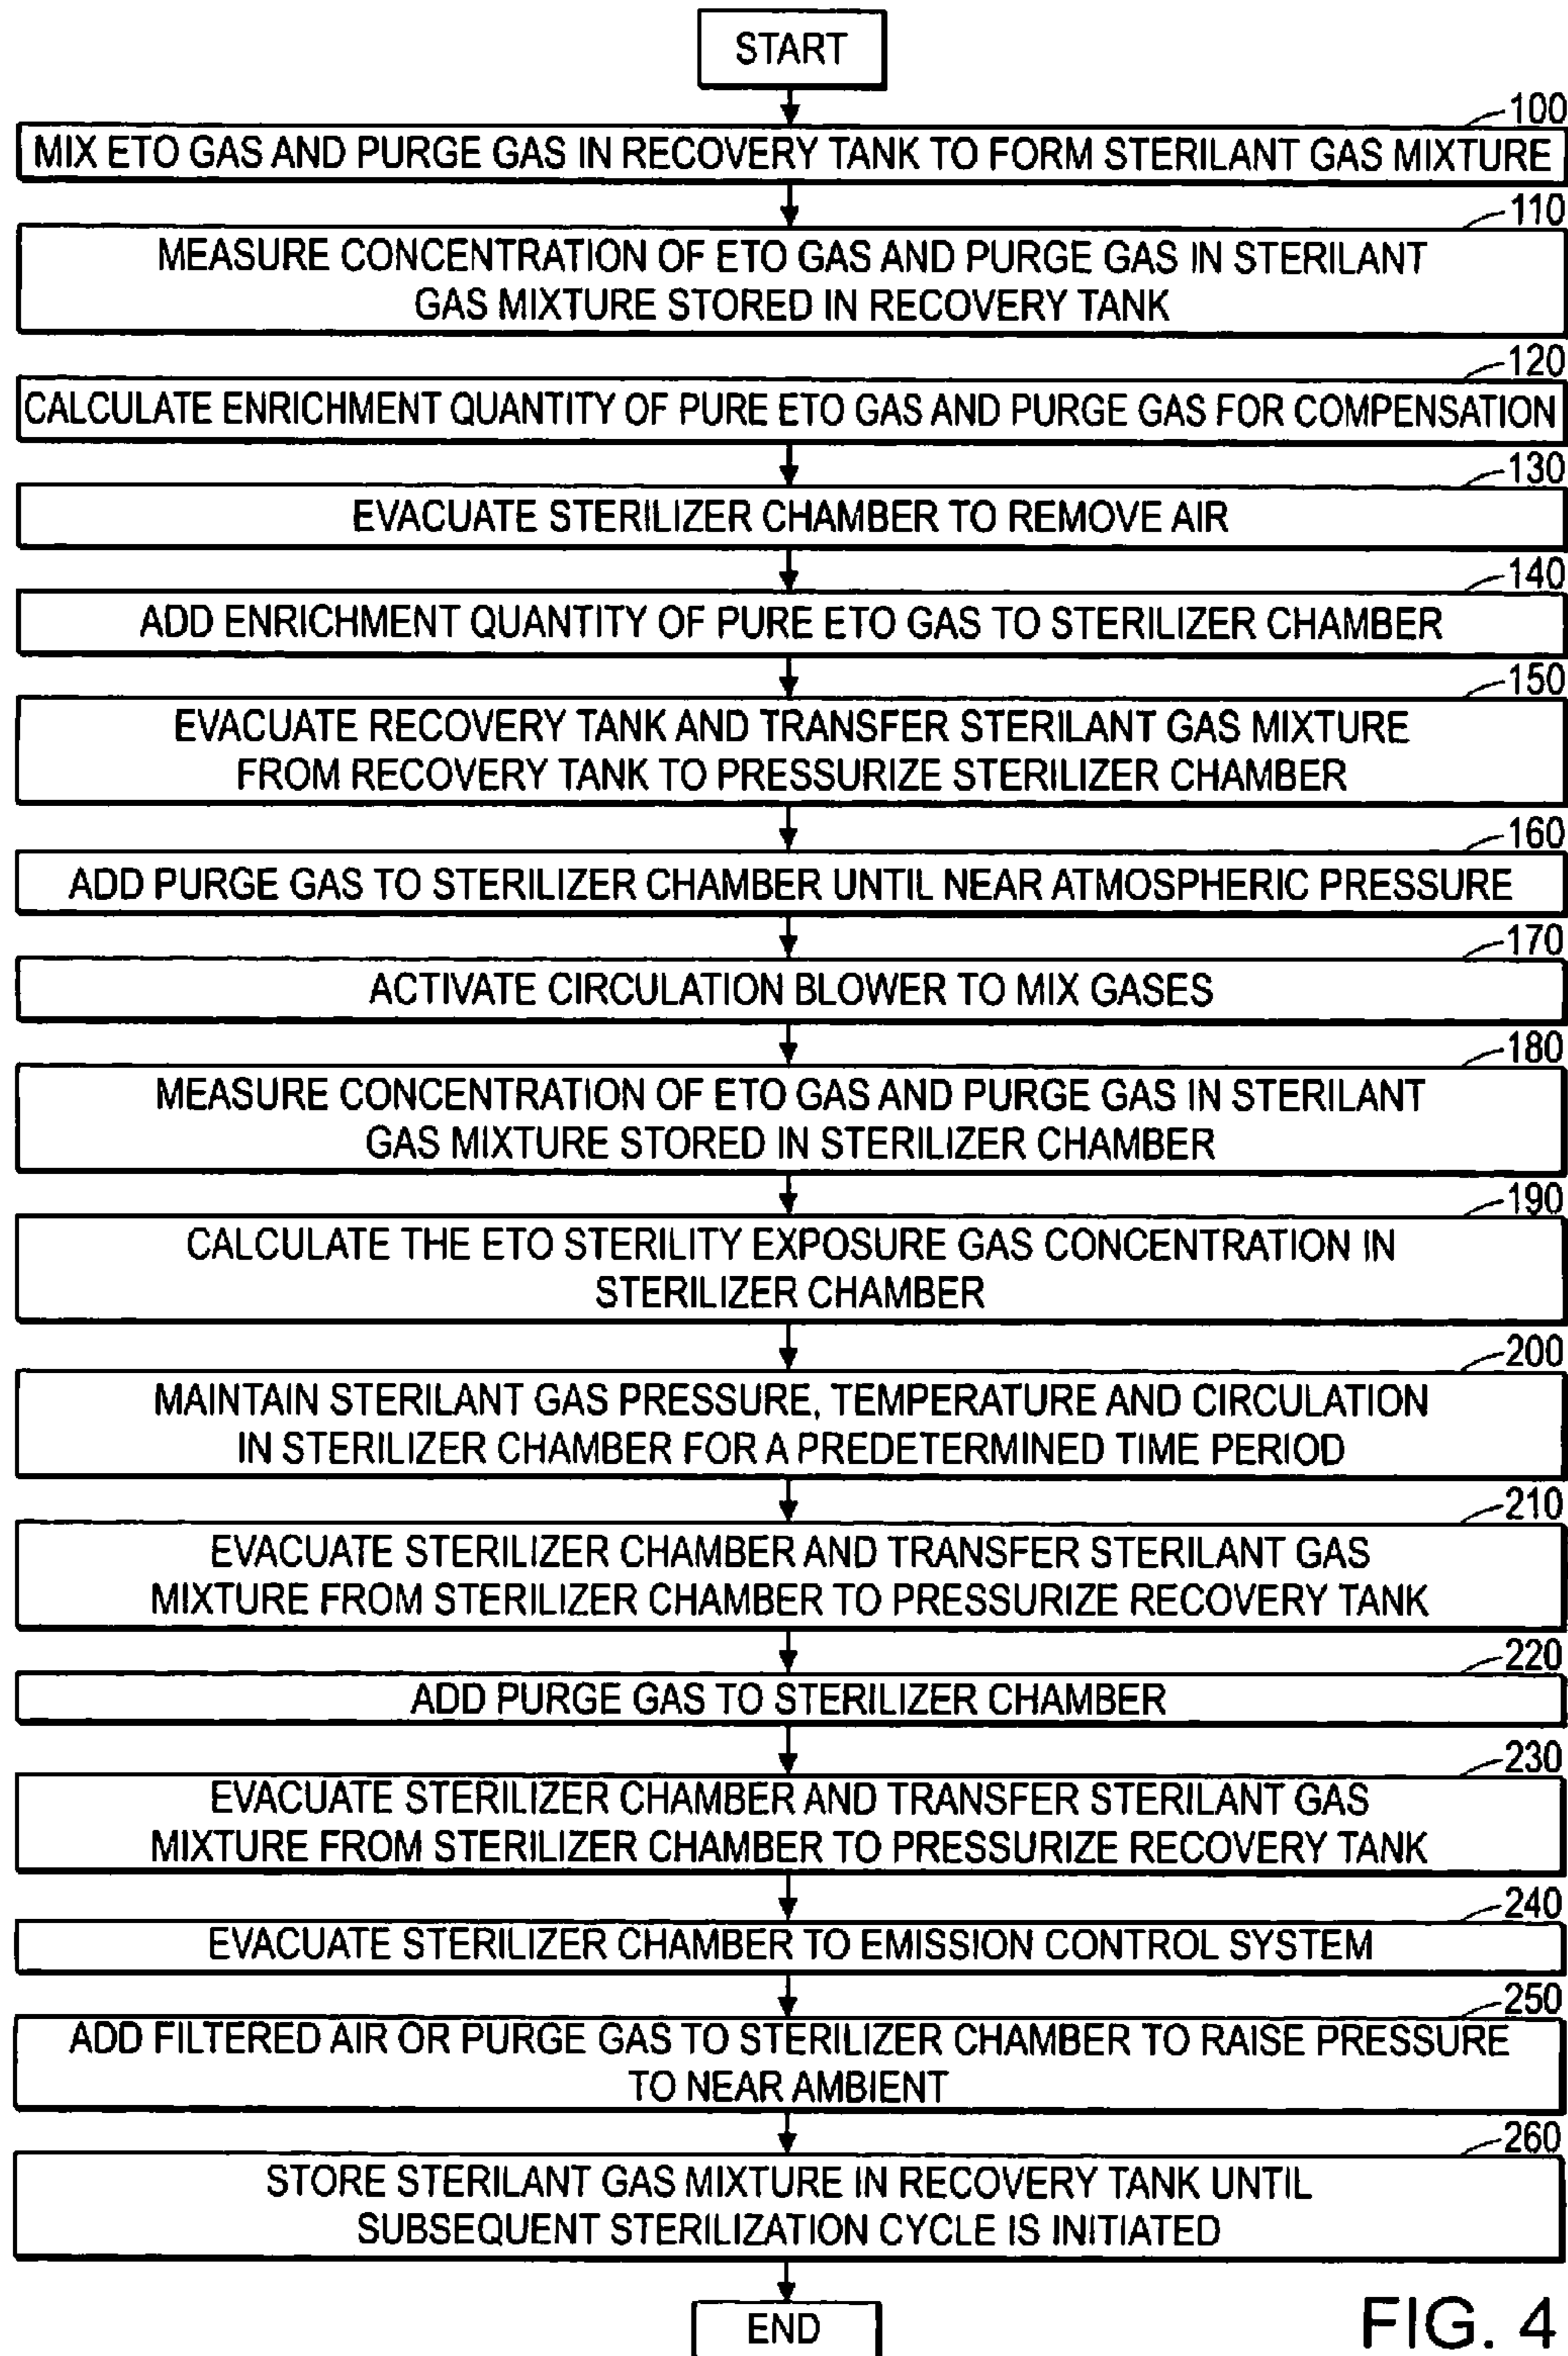 START
100
MIX ETO GAS AND PURGE GAS IN RECOVERY TANK TO FORM STERILANT GAS MIXTURE
110
MEASURE CONCENTRATION OF ETO GAS AND PURGE GAS IN STERILANT
GAS MIXTURE STORED IN RECOVERY TANK
120
CALCULATE ENRICHMENT QUANTITY OF PURE ETO GAS AND PURGE GAS FOR COMPENSATION
130
EVACUATE STERILIZER CHAMBER TO REMOVE AIR
140
ADD ENRICHMENT QUANTITY OF PURE ETO GAS TO STERILIZER CHAMBER
150
EVACUATE RECOVERY TANK AND TRANSFER STERILANT GAS MIXTURE
FROM RECOVERY TANK TO PRESSURIZE STERILIZER CHAMBER
160
ADD PURGE GAS TO STERILIZER CHAMBER UNTIL NEAR ATMOSPHERIC PRESSURE
170
ACTIVATE CIRCULATION BLOWER TO MIX GASES
180
MEASURE CONCENTRATION OF ETO GAS AND PURGE GAS IN STERILANT
GAS MIXTURE STORED IN STERILIZER CHAMBER
190
CALCULATE THE ETO STERILITY EXPOSURE GAS CONCENTRATION IN
STERILIZER CHAMBER
200
MAINTAIN STERILANT GAS PRESSURE, TEMPERATURE AND CIRCULATION
IN STERILIZER CHAMBER FOR A PREDETERMINED TIME PERIOD
210
EVACUATE STERILIZER CHAMBER AND TRANSFER STERILANT GAS
MIXTURE FROM STERILIZER CHAMBER TO PRESSURIZE RECOVERY TANK
220
ADD PURGE GAS TO STERILIZER CHAMBER
230
EVACUATE STERILIZER CHAMBER AND TRANSFER STERILANT GAS
MIXTURE FROM STERILIZER CHAMBER TO PRESSURIZE RECOVERY TANK
240
EVACUATE STERILIZER CHAMBER TO EMISSION CONTROL SYSTEM
250
ADD FILTERED AIR OR PURGE GAS TO STERILIZER CHAMBER TO RAISE PRESSURE
TO NEAR AMBIENT
260
STORE STERILANT GAS MIXTURE IN RECOVERY TANK UNTIL
SUBSEQUENT STERILIZATION CYCLE IS INITIATED
END
FIG. 4